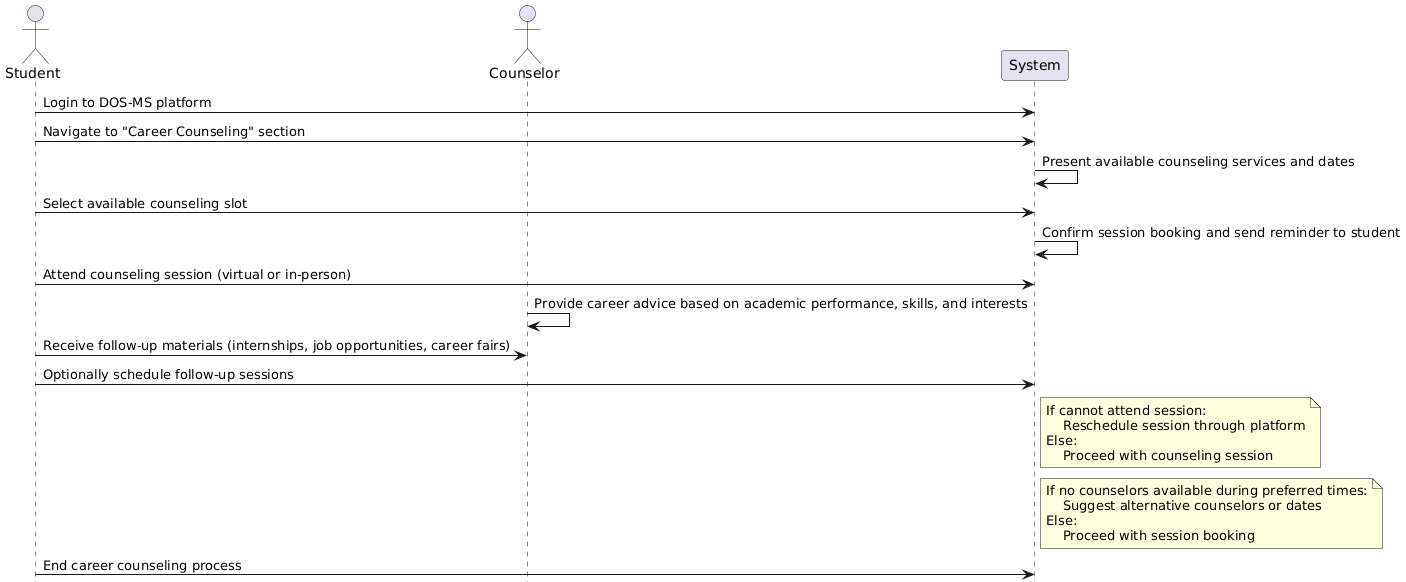 Student
Counselor
System
Login to DOS-MS platform
Navigate to "Career Counseling" section
Present available counseling services and dates
Select available counseling slot
Confirm session booking and send reminder to student
Attend counseling session (virtual or in-person)
Provide career advice based on academic performance, skills, and interests
Receive follow-up materials (internships, job opportunities, career fairs)
Optionally schedule follow-up sessions
If cannot attend session:
Reschedule session through platform
Else:
Proceed with counseling session
If no counselors available during preferred times:
Suggest alternative counselors or dates
Else:
Proceed with session booking
End career counseling process